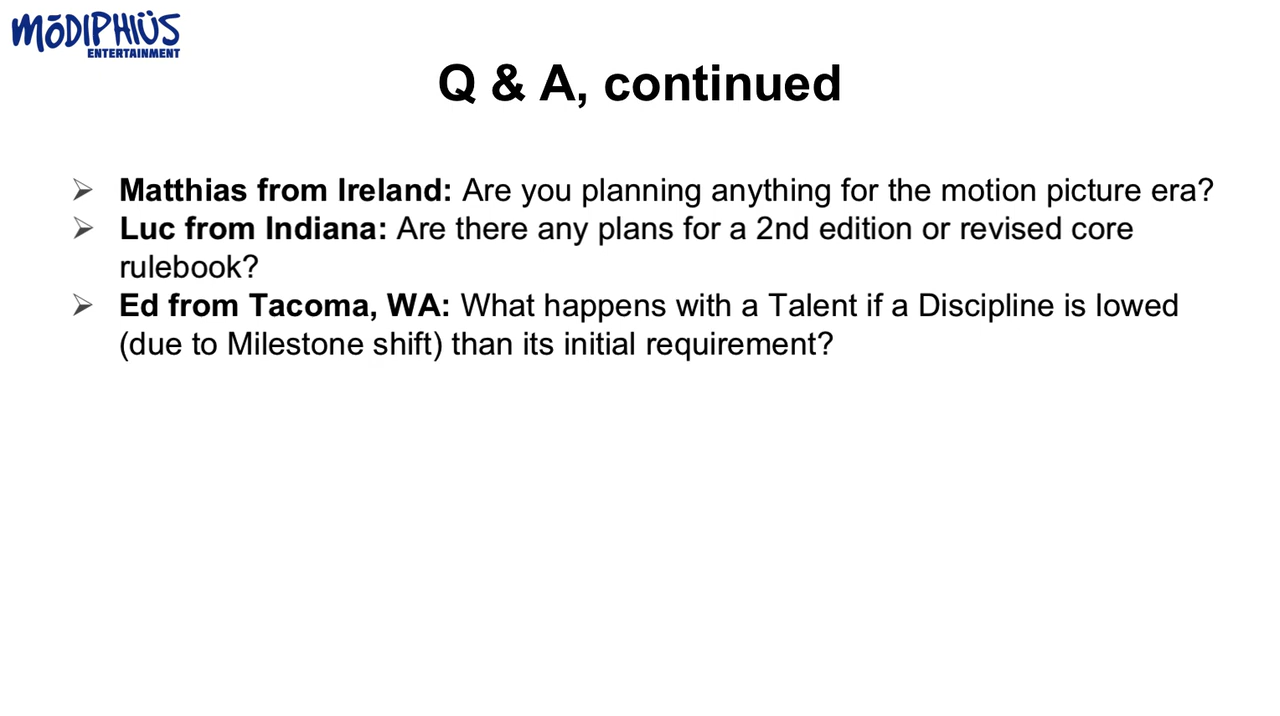 MōDIPHIÜS
ENTERTAINMENT
Q & A, continued
➢ Matthias from Ireland: Are you planning anything for the motion picture era?
➢ Luc from Indiana: Are there any plans for a 2nd edition or revised core
rulebook?
➢ Ed from Tacoma, WA: What happens with a Talent if a Discipline is lowed
(due to Milestone shift) than its initial requirement?